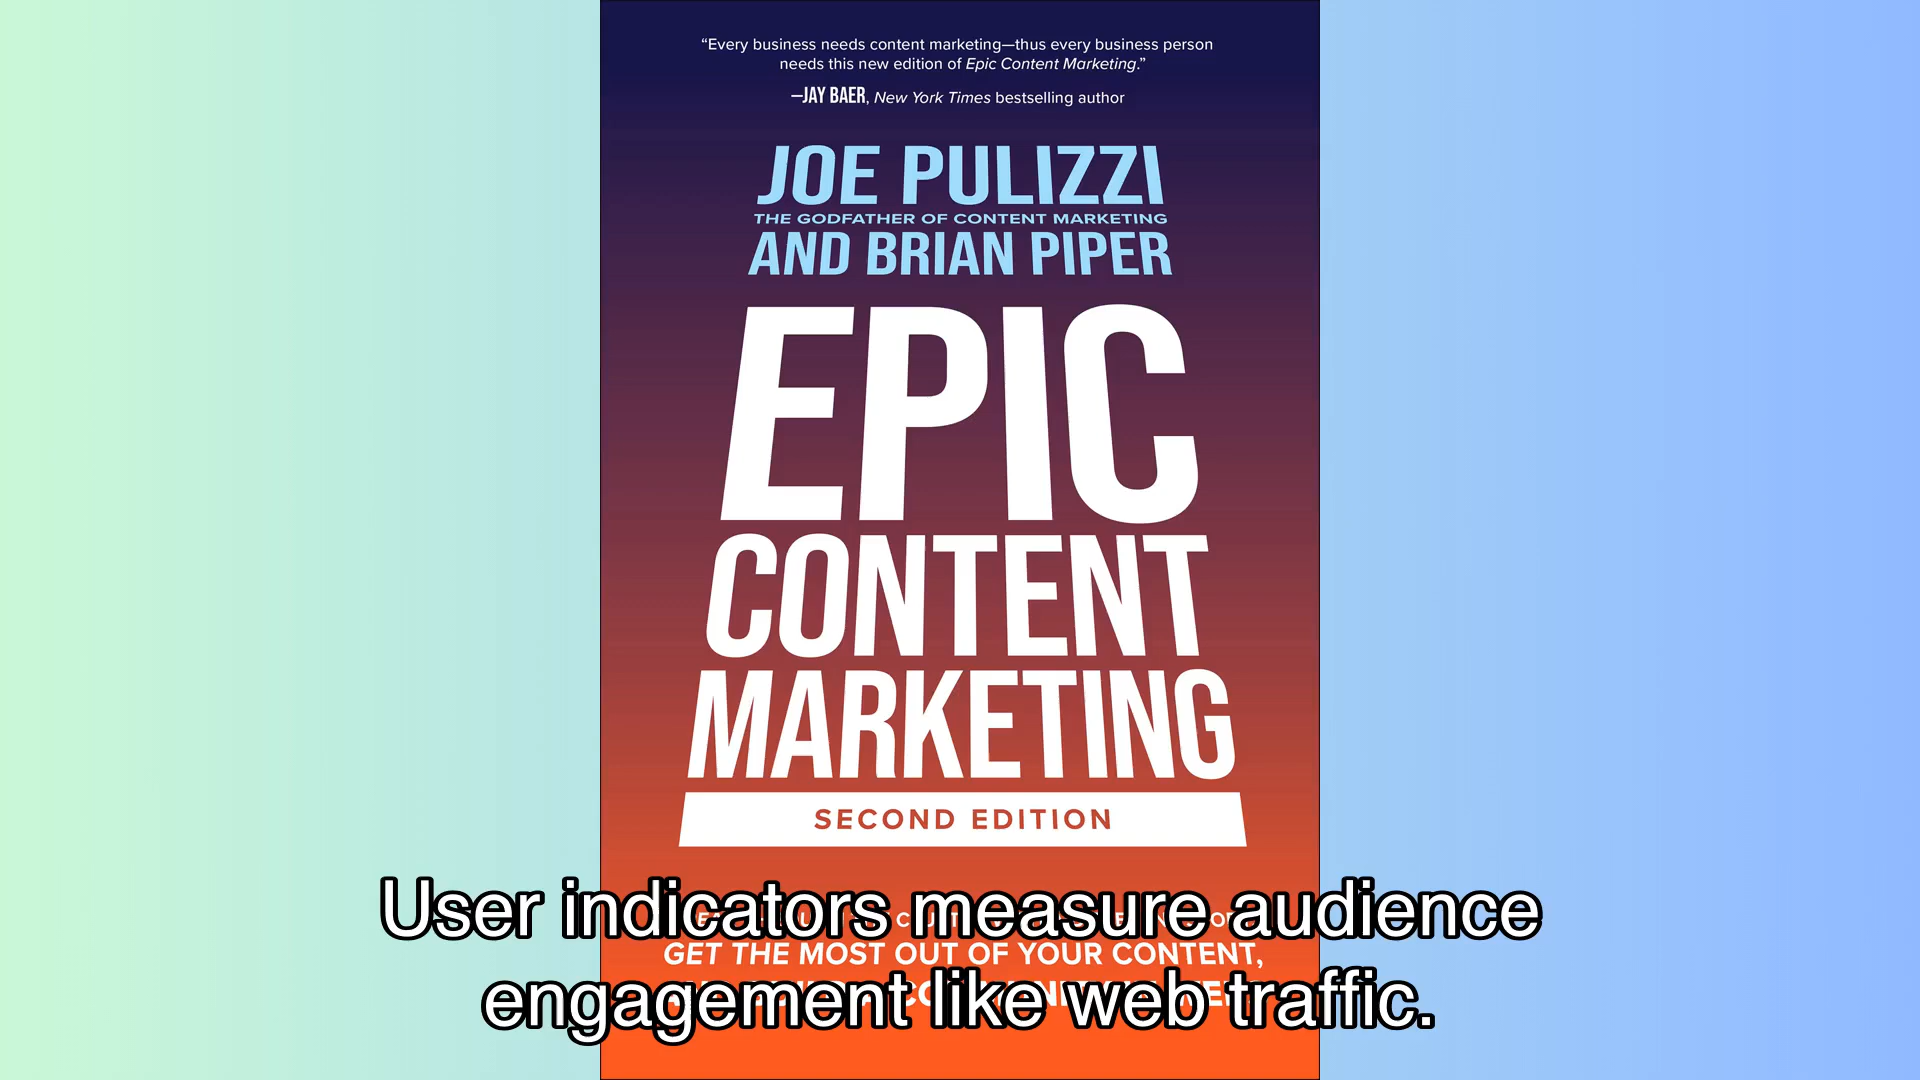 “Every business needs content marketing—thus every business person
needs this new edition of Epic Content Marketing.”
—JAY BAER, New York Times bestselling author
JOE PULIZZI
THE GODFATHER OF CONTENT MARKETING
AND BRIAN PIPER
EPIC
CONTENT
MARKETING
SECOND EDITION
User indicators measure audience
GET THE MOST OUT OF YOUR CONTENT,
engagement like web traffic.